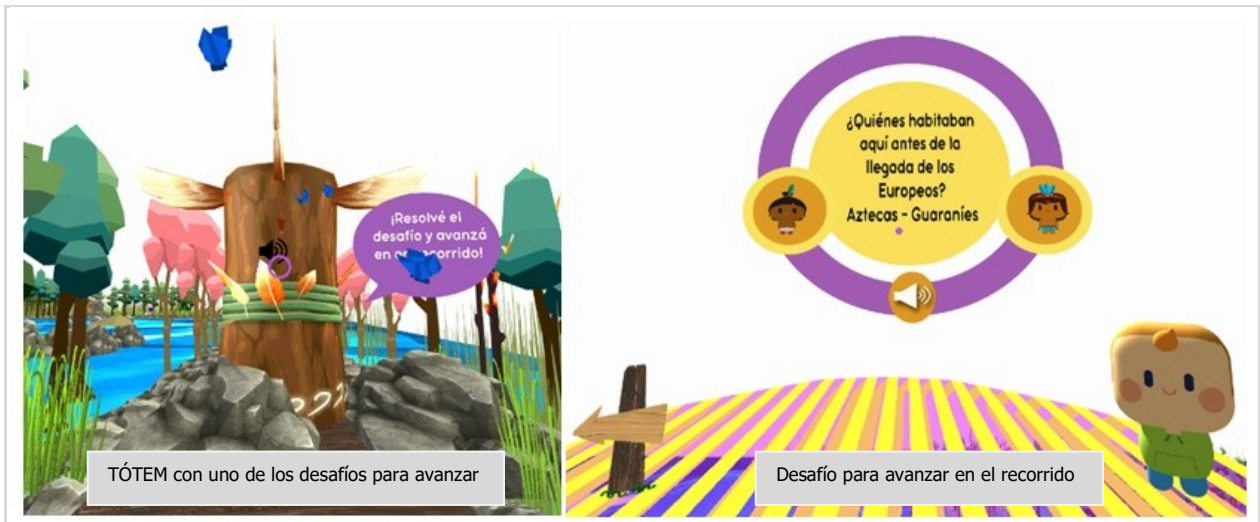 ¡Resolvé el
desafío y avanzá
en recorrido!
TÓTEM con uno de los desafíos para avanzar
¿Quiénes habitaban
aquí antes de la
llegada de los
Europeos?
Aztecas - Guaraníes
Desafío para avanzar en el recorrido